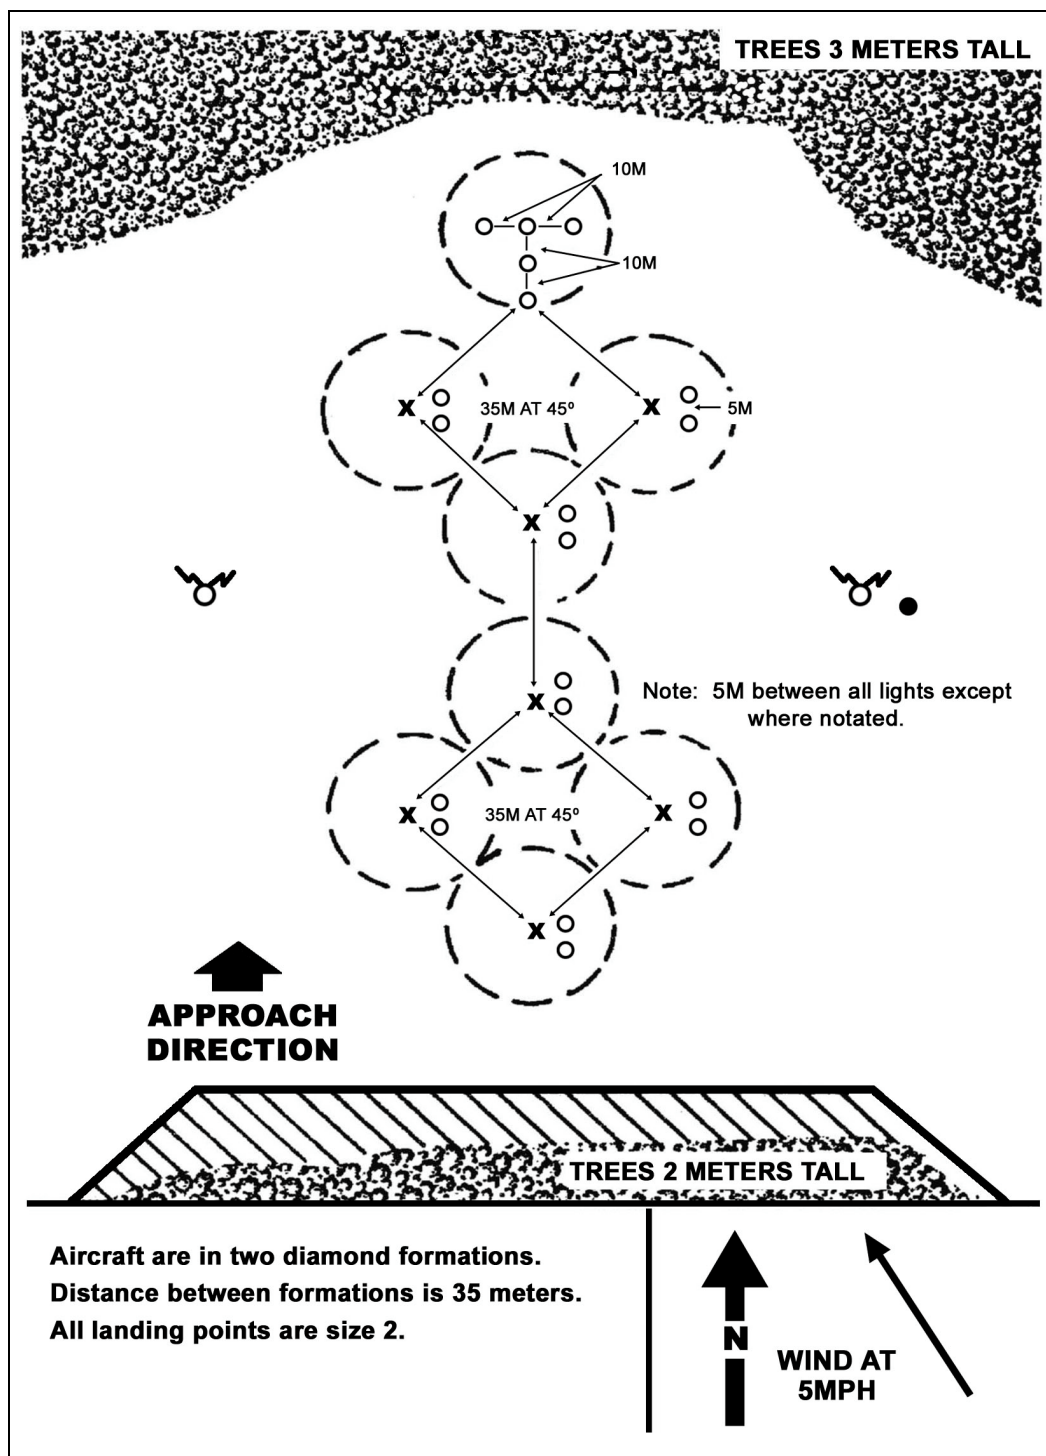 TREES 3 METERS TALL
10M
10M
35M AT 45º
5M
X
X
X
Note: 5M between all lights except
where notated.
X
35M AT 45º
X
X
X
APPROACH
DIRECTION
TREES 2 METERS TALL
Aircraft are in two diamond formations.
Distance between formations is 35 meters.
All landing points are size 2.
N
WIND AT
5MPH